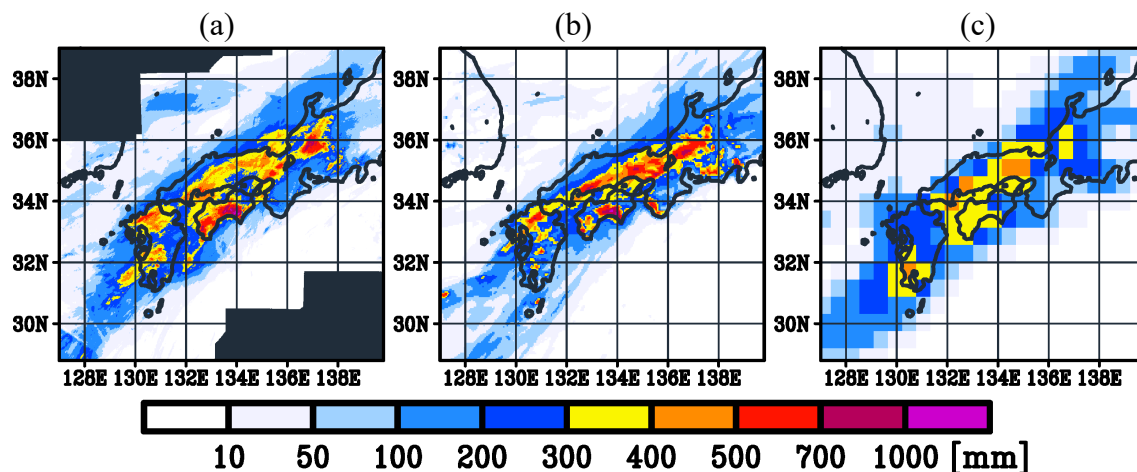 (a) (b) (c)
38N 38N 38N
36N 36N 36N
34N 34N 34N
32N 32N 32N
30N 30N 30N
128E 130E 132E 134E 136E 138E 128E 130E 132E 134E 136E 138E 128E 130E 132E 134E 136E 138E
10 50 100 200 300 400 500 700 1000 [mm]